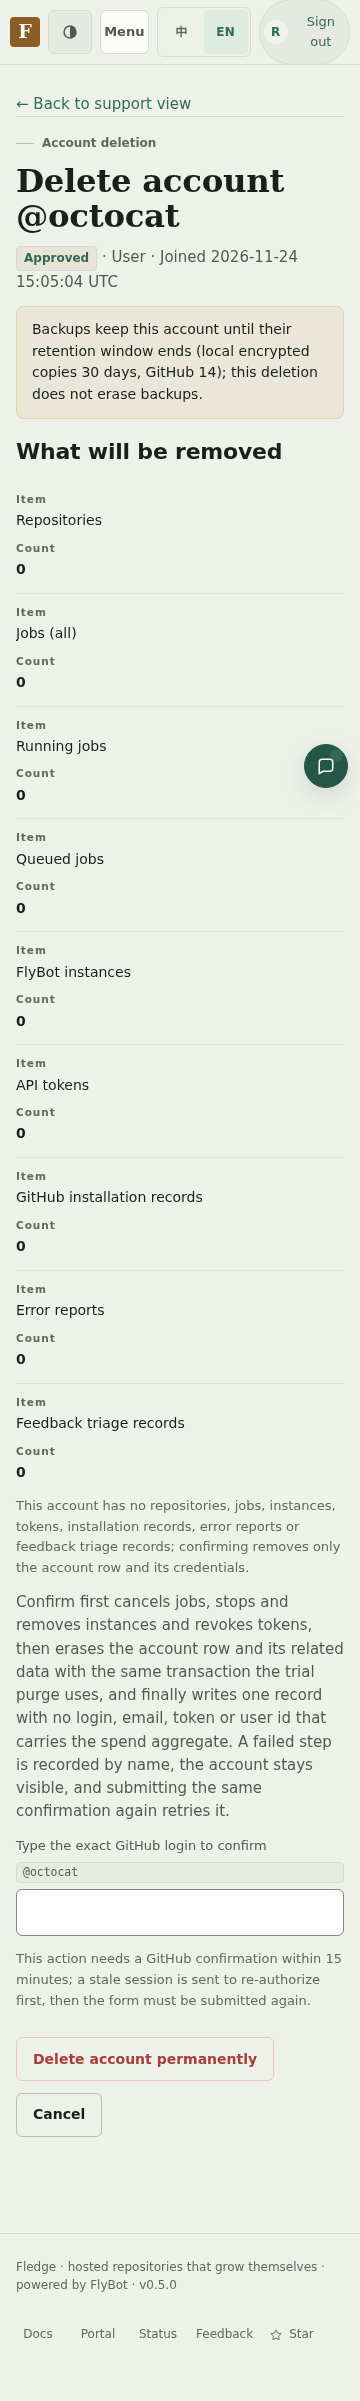 F
Menu
中
EN
R
Sign
out
← Back to support view
Account deletion
Delete account
@octocat
Approved · User · Joined 2026-11-24
15:05:04 UTC
Backups keep this account until their
retention window ends (local encrypted
copies 30 days, GitHub 14); this deletion
does not erase backups.
What will be removed
Item
Repositories
Count
0
Item
Jobs (all)
Count
0
Item
Running jobs
Count
0
Item
Queued jobs
Count
0
Item
FlyBot instances
Count
0
Item
API tokens
Count
0
Item
GitHub installation records
Count
0
Item
Error reports
Count
0
Item
Feedback triage records
Count
0
This account has no repositories, jobs, instances,
tokens, installation records, error reports or
feedback triage records; confirming removes only
the account row and its credentials.
Confirm first cancels jobs, stops and
removes instances and revokes tokens,
then erases the account row and its related
data with the same transaction the trial
purge uses, and finally writes one record
with no login, email, token or user id that
carries the spend aggregate. A failed step
is recorded by name, the account stays
visible, and submitting the same
confirmation again retries it.
Type the exact GitHub login to confirm
@octocat
This action needs a GitHub confirmation within 15
minutes; a stale session is sent to re-authorize
first, then the form must be submitted again.
Delete account permanently
Cancel
Fledge · hosted repositories that grow themselves ·
powered by FlyBot · v0.5.0
Docs
Portal
Status
Feedback
Star